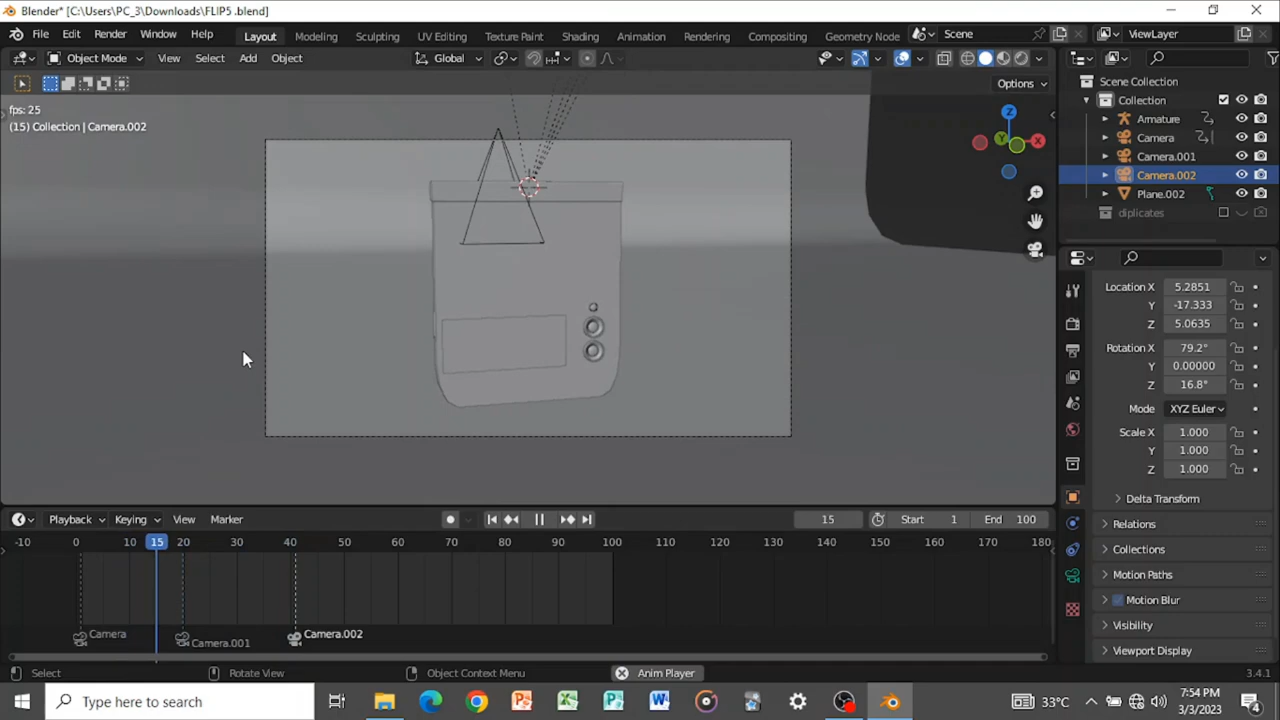 Blender* [C:\Users\PC_3\Downloads\FLIP5 .blend]
File Edit Render Window Help Layout Modeling Sculpting UV Editing Texture Paint Shading Animation Rendering Compositing Geometry Node Scene ViewLayer
Object Mode View Select Add Object Global
Options
Scene Collection
Collection
Armature
Camera
Camera.001
Camera.002
Plane.002
diplicates
fps: 25
(15) Collection | Camera.002
Z
X
Y
Location X 5.2851
Y -17.333
Z 5.0635
Rotation X 79.2°
Y 0.00000
Z 16.8°
Mode XYZ Euler
Scale X 1.000
Y 1.000
Z 1.000
Delta Transform
Relations
Collections
Motion Paths
Motion Blur
Visibility
Viewport Display
Playback Keying View Marker 15 Start 1 End 100
-10 0 10 15 20 30 40 50 60 70 80 90 100 110 120 130 140 150 160 170 180
Camera Camera.001 Camera.002
Select Rotate View Object Context Menu Anim Player 3.4.1
Type here to search
33°C
7:54 PM
3/3/2023
4